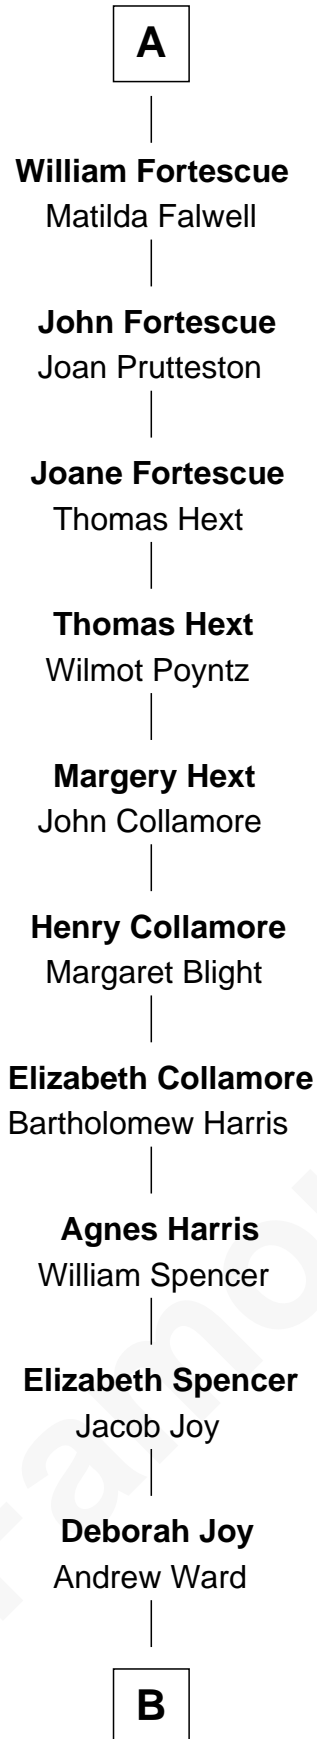 A
William Fortescue
Matilda Falwell
John Fortescue
Joan Prutteston
Joane Fortescue
Thomas Hext
Thomas Hext
Wilmot Poyntz
Margery Hext
John Collamore
Henry Collamore
Margaret Blight
Elizabeth Collamore
Bartholomew Harris
Agnes Harris
William Spencer
Elizabeth Spencer
Jacob Joy
Deborah Joy
Andrew Ward
B